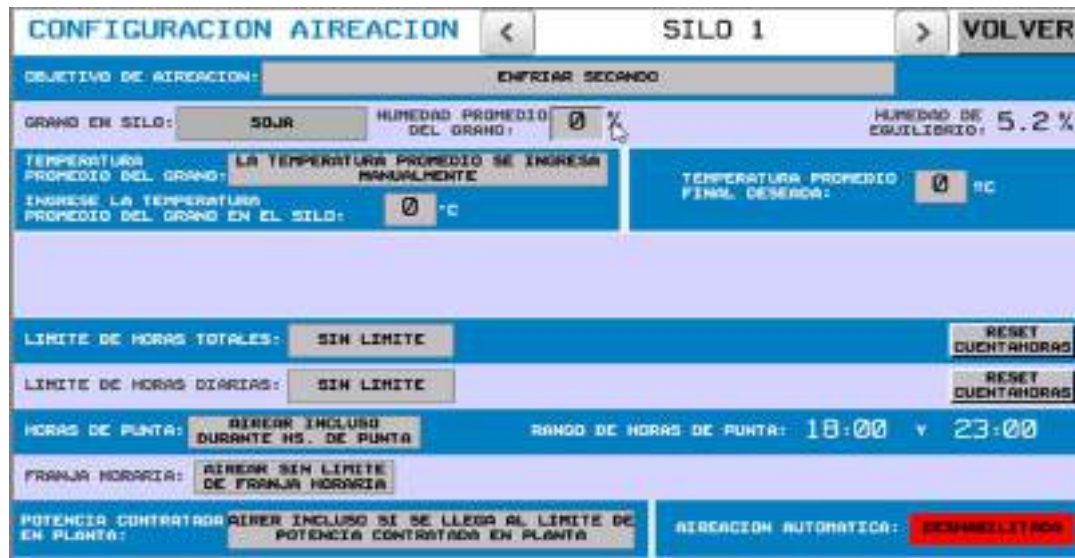 CONFIGURACION AIREACION < SILO 1 > VOLVER
OBJETIVO DE AIREACION: ENFRIAR SECANDO
GRANO EN SILO: SOJA
HUMEDAD PROMEDIO
DEL GRANO: 0 %
HUMEDAD DE
EQUILIBRIO: 5.2 %
TEMPERATURA
PROMEDIO DEL GRANO:
LA TEMPERATURA PROMEDIO SE INGRESA
MANUALMENTE
INGRESE LA TEMPERATURA
PROMEDIO DEL GRANO EN EL SILO: 0 °C
TEMPERATURA PROMEDIO
FINAL DESEADA: 0 ºC
LIMITE DE HORAS TOTALES: SIN LIMITE
RESET
CUENTAHORAS
LIMITE DE HORAS DIARIAS: SIN LIMITE
RESET
CUENTAHORAS
HORAS DE PUNTA:
AIREAR INCLUSO
DURANTE HS. DE PUNTA
RANGO DE HORAS DE PUNTA: 18:00 Y 23:00
FRANJA HORARIA:
AIREAR SIN LIMITE
DE FRANJA HORARIA
POTENCIA CONTRATADA
EN PLANTA:
AIRER INCLUSO SI SE LLEGA AL LIMITE DE
POTENCIA CONTRATADA EN PLANTA
AIREACION AUTOMATICA: DESHABILITADA